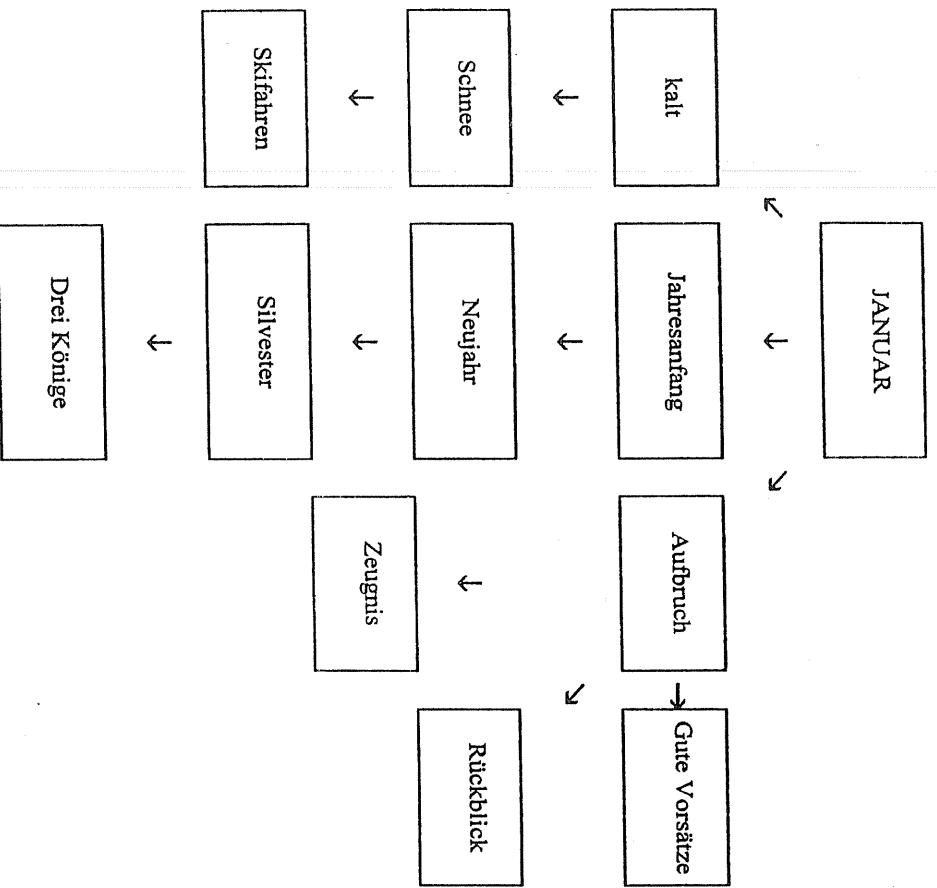 JANUAR
kalt
Jahresanfang
Aufbruch
Gute Vorsätze
Schnee
Neujahr
Rückblick
Skifahren
Silvester
Zeugnis
Drei Könige